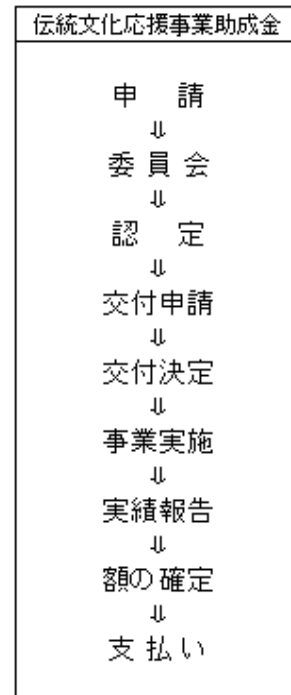 伝統文化応援事業助成金
申　請
⇓
委 員 会
⇓
認　定
⇓
交付申請
⇓
交付決定
⇓
事業実施
⇓
実績報告
⇓
額の確定
⇓
支 払 い